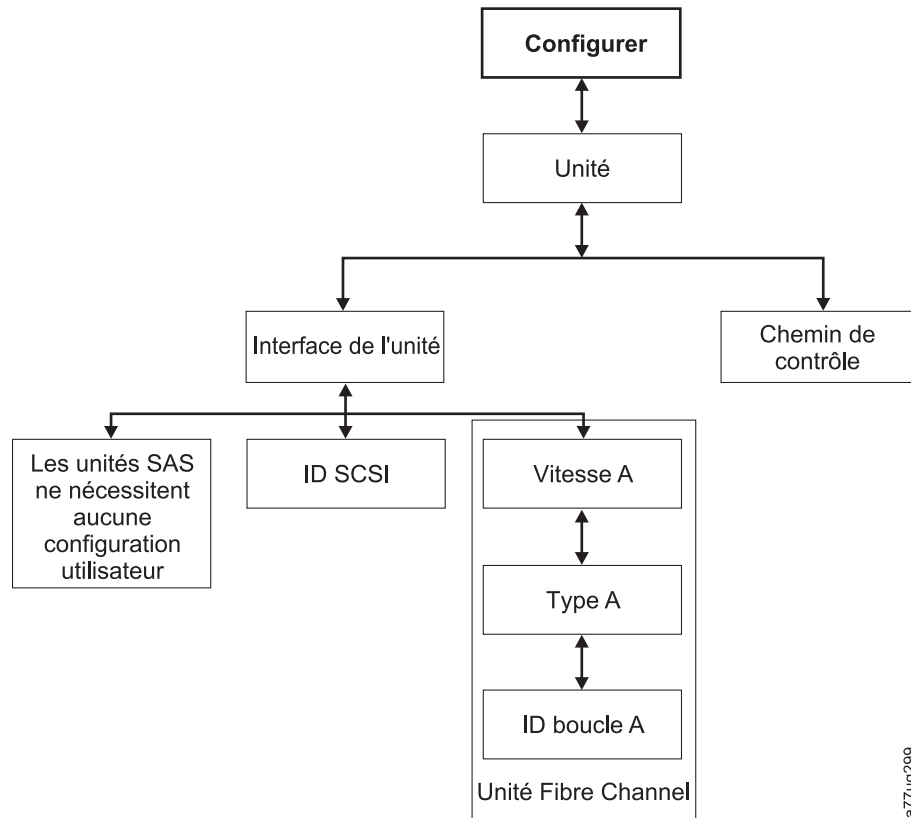 Configurer
Unité
Interface de l'unité
Chemin de
contrôle
Les unités SAS
ne nécessitent
aucune
configuration
utilisateur
ID SCSI
Vitesse A
Type A
ID boucle A
Unité Fibre Channel
a77ug299